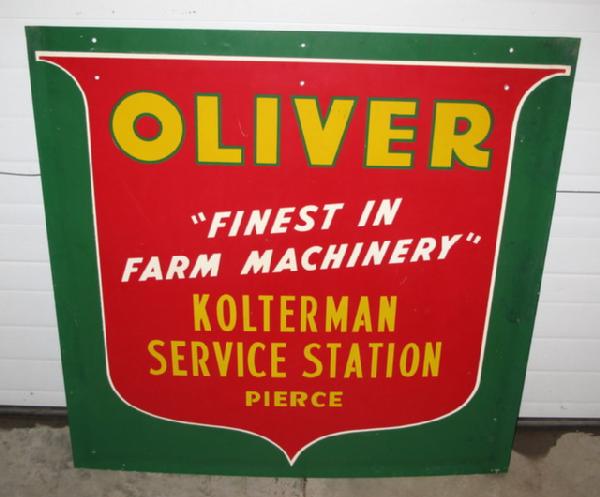 OLIVER
"FINEST IN
FARM MACHINERY"
KOLTERMAN
SERVICE STATION
PIERCE